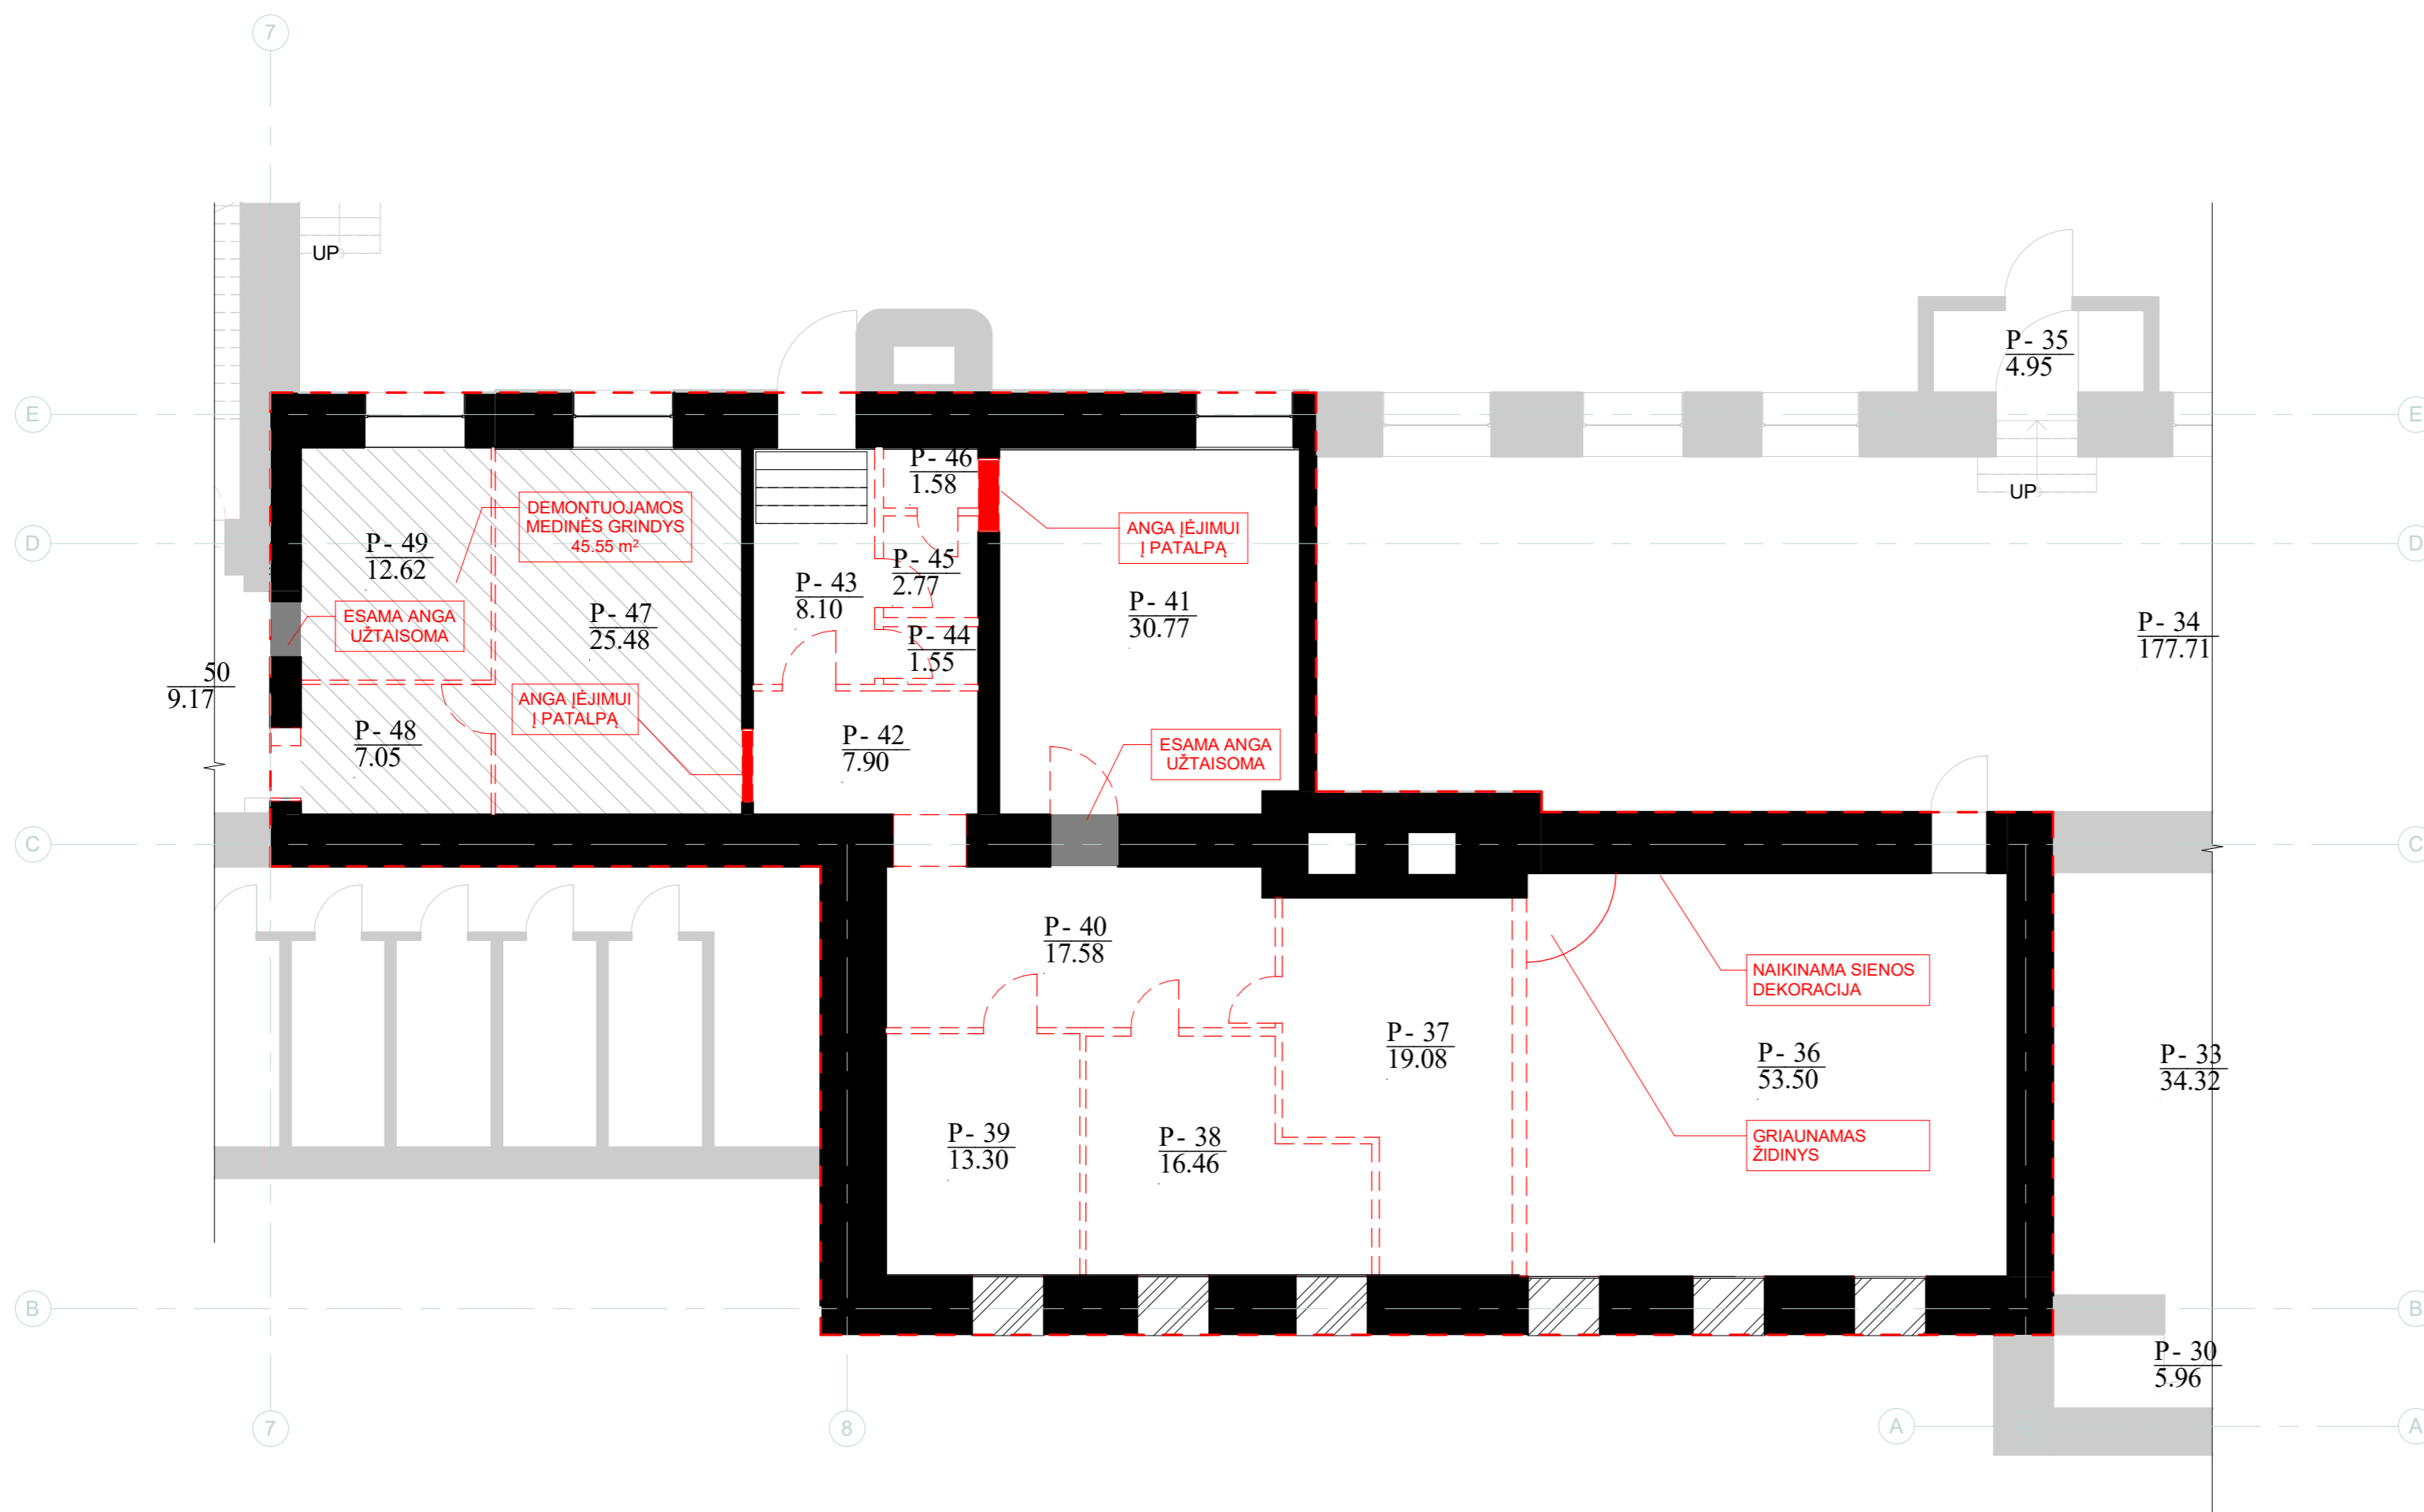 7
UP
P- 35
4.95
E
E
P- 46
1.58
UP
DEMONTUOJAMOS
MEDINĖS GRINDYS
45.55 m²
ANGA ĮĖJIMUI
Į PATALPĄ
D
D
P- 49
12.62
P- 45
2.77
P- 43
8.10
P- 41
30.77
ESAMA ANGA
UŽTAISOMA
P- 47
25.48
P- 44
1.55
P- 34
177.71
50
9.17
ANGA ĮĖJIMUI
Į PATALPĄ
P- 48
7.05
P- 42
7.90
ESAMA ANGA
UŽTAISOMA
C
C
P- 40
17.58
NAIKINAMA SIENOS
DEKORACIJA
P- 37
19.08
P- 36
53.50
P- 33
34.32
P- 39
13.30
P- 38
16.46
GRIAUNAMAS
ŽIDINYS
B
B
P- 30
5.96
7
8
A
A